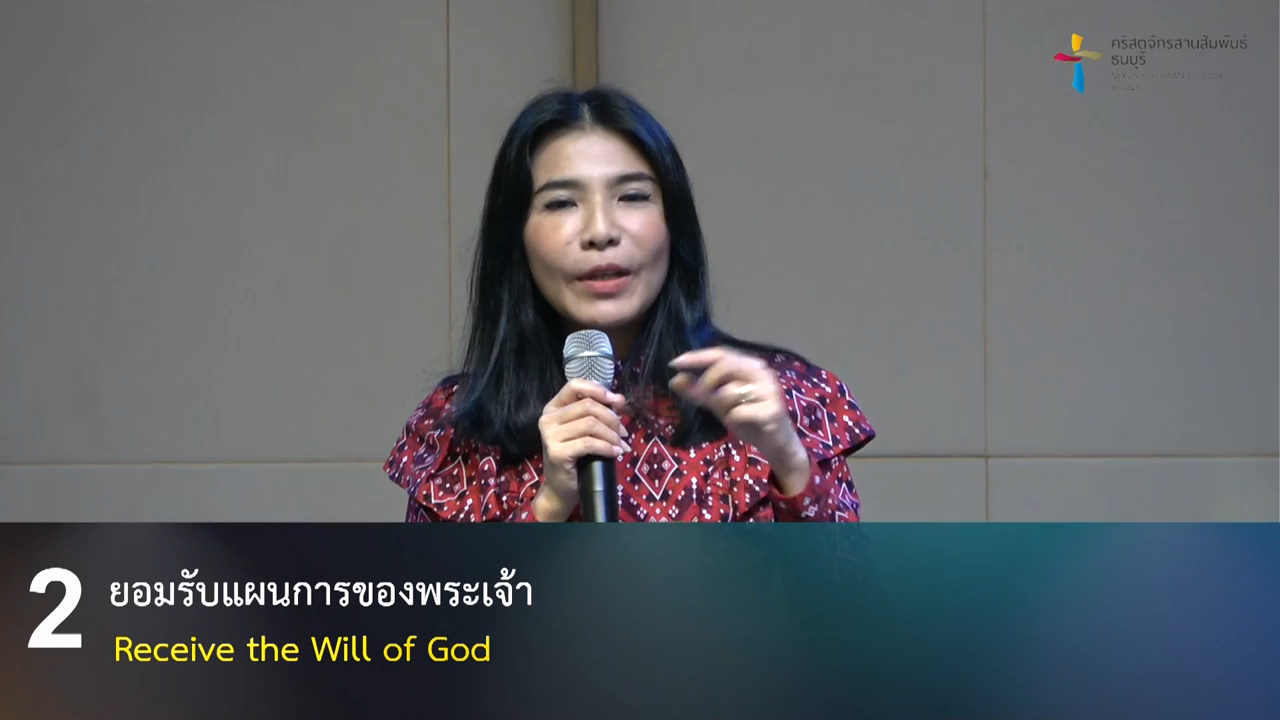 คริสตจักรสานสัมพันธ์
ธนบุรี
2
ยอมรับแผนการของพระเจ้า
Receive the Will of God